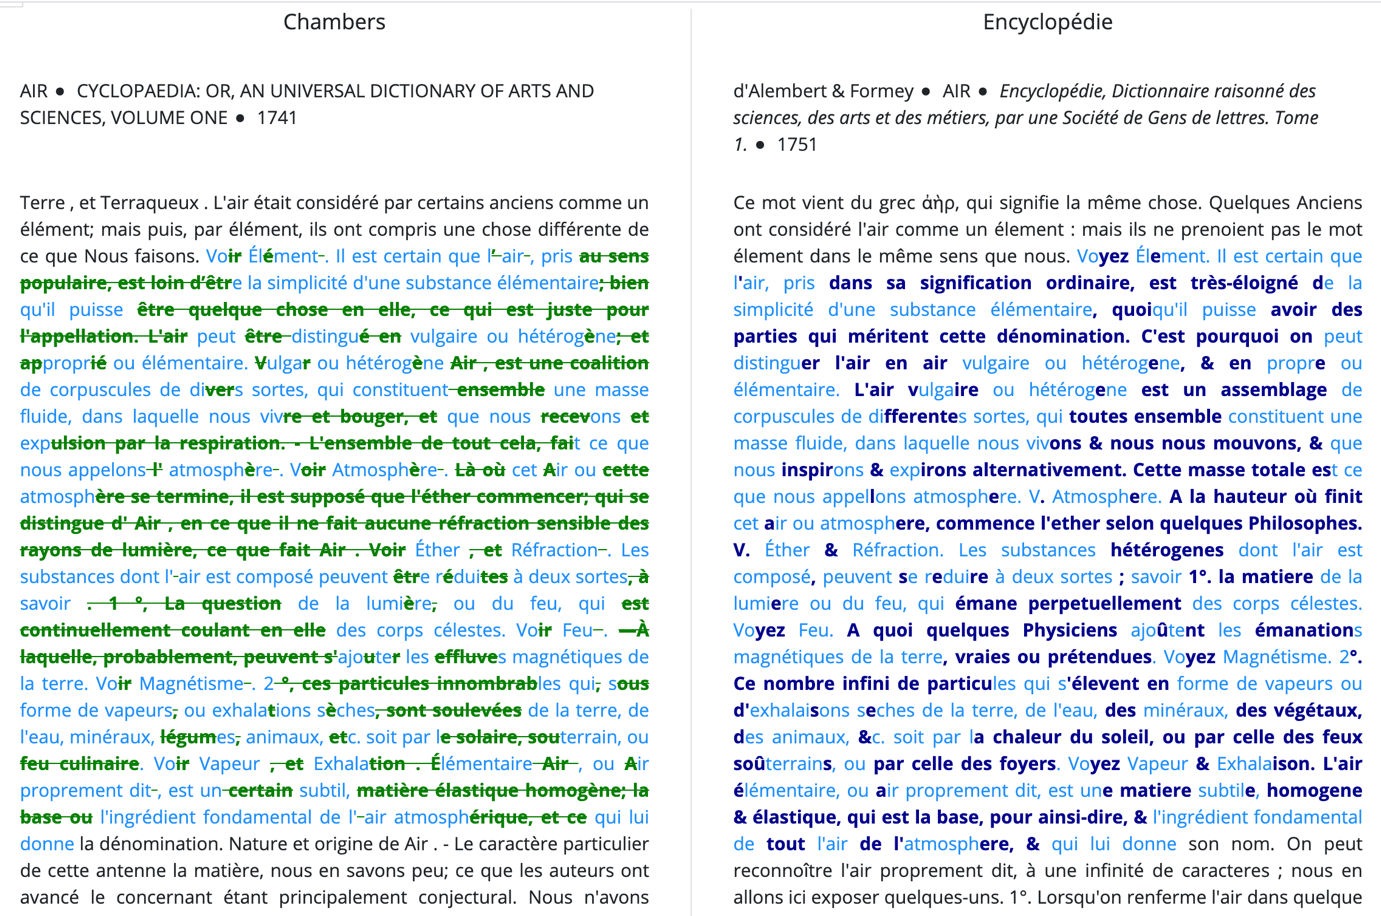 Chambers
AIR ● CYCLOPAEDIA: OR, AN UNIVERSAL DICTIONARY OF ARTS AND
SCIENCES, VOLUME ONE ● 1741
Terre , et Terraqueux . L'air était considéré par certains anciens comme un
élément; mais puis, par élément, ils ont compris une chose différente de
ce que Nous faisons. Voir Élément . Il est certain que l' air , pris au sens
populaire, est loin d'être la simplicité d'une substance élémentaire; bien
qu'il puisse être quelque chose en elle, ce qui est juste pour
l'appellation. L'air peut être distingué en vulgaire ou hétérogène; et
approprié ou élémentaire. Vulgar ou hétérogène Air , est une coalition
de corpuscules de divers sortes, qui constituent ensemble une masse
fluide, dans laquelle nous vivre et bouger, et que nous recevons et
expulsion par la respiration. - L'ensemble de tout cela, fait ce que
nous appelons l' atmosphère . Voir Atmosphère . Là où cet Air ou cette
atmosphère se termine, il est supposé que l'éther commencer; qui se
distingue d' Air , en ce que il ne fait aucune réfraction sensible des
rayons de lumière, ce que fait Air . Voir Éther , et Réfraction . Les
substances dont l' air est composé peuvent être réduites à deux sortes, à
savoir . 1 °, La question de la lumière, ou du feu, qui est
continuellement coulant en elle des corps célestes. Voir Feu . —À
laquelle, probablement, peuvent s'ajouter les effluves magnétiques de
la terre. Voir Magnétisme . 2 °, ces particules innombrables qui, sous
forme de vapeurs, ou exhalations sèches, sont soulevées de la terre, de
l'eau, minéraux, légumes, animaux, etc. soit par le solaire, souterrain, ou
feu culinaire. Voir Vapeur , et Exhalation . Élémentaire Air , ou Air
proprement dit , est un certain subtil, matière élastique homogène; la
base ou l'ingrédient fondamental de l' air atmosphérique, et ce qui lui
donne la dénomination. Nature et origine de Air . - Le caractère particulier
de cette antenne la matière, nous en savons peu; ce que les auteurs ont
avancé le concernant étant principalement conjectural. Nous n'avons
Encyclopédie
d'Alembert & Formey ● AIR ● Encyclopédie, Dictionnaire raisonné des
sciences, des arts et des métiers, par une Société de Gens de lettres. Tome
1. ● 1751
Ce mot vient du grec ἀὴρ, qui signifie la même chose. Quelques Anciens
ont considéré l'air comme un élement : mais ils ne prenoient pas le mot
élement dans le même sens que nous. Voyez Élement. Il est certain que
l'air, pris dans sa signification ordinaire, est très-éloigné de la
simplicité d'une substance élémentaire, quoiqu'il puisse avoir des
parties qui méritent cette dénomination. C'est pourquoi on peut
distinguer l'air en air vulgaire ou hétérogene, & en propre ou
élémentaire. L'air vulgaire ou hétérogene est un assemblage de
corpuscules de differentes sortes, qui toutes ensemble constituent une
masse fluide, dans laquelle nous vivons & nous nous mouvons, & que
nous inspirons & expirons alternativement. Cette masse totale est ce
que nous appellons atmosphere. V. Atmosphere. A la hauteur où finit
cet air ou atmosphere, commence l'ether selon quelques Philosophes.
V. Éther & Réfraction. Les substances hétérogenes dont l'air est
composé, peuvent se reduire à deux sortes ; savoir 1°. la matiere de la
lumiere ou du feu, qui émane perpetuellement des corps célestes.
Voyez Feu. A quoi quelques Physiciens ajoûtent les émanations
magnétiques de la terre, vraies ou prétendues. Voyez Magnétisme. 2°.
Ce nombre infini de particules qui s'élevent en forme de vapeurs ou
d'exhalaisons seches de la terre, de l'eau, des minéraux, des végétaux,
des animaux, &c. soit par la chaleur du soleil, ou par celle des feux
soûterrains, ou par celle des foyers. Voyez Vapeur & Exhalaison. L'air
élémentaire, ou air proprement dit, est une matiere subtile, homogene
& élastique, qui est la base, pour ainsi-dire, & l'ingrédient fondamental
de tout l'air de l'atmosphere, & qui lui donne son nom. On peut
reconnoître l'air proprement dit, à une infinité de caracteres ; nous en
allons ici exposer quelques-uns. 1°. Lorsqu'on renferme l'air dans quelque